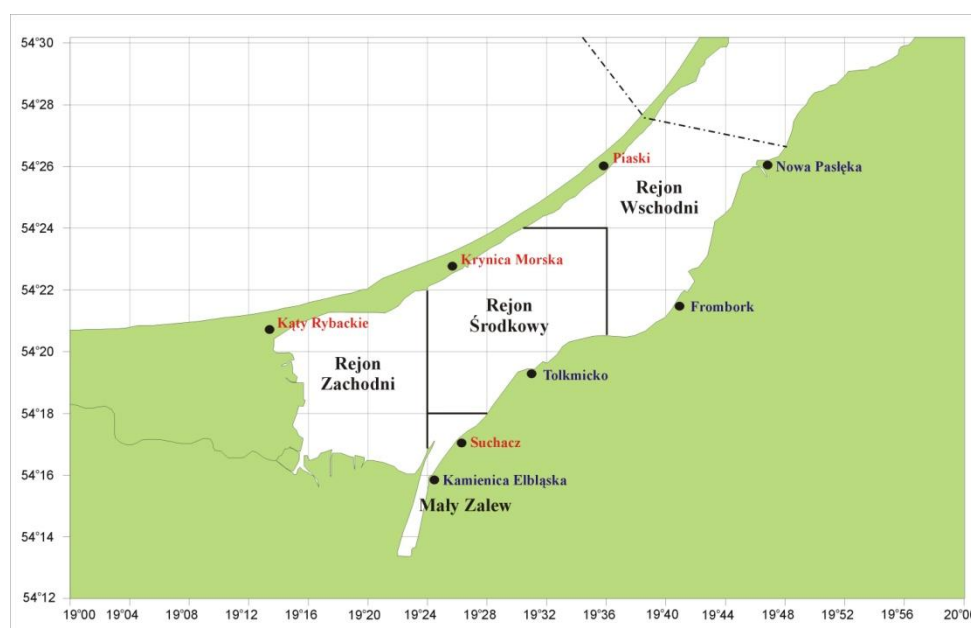 54°30
54°28
54°26
54°24
54°22
54°20
54°18
54°16
54°14
54°12
Piaski
Nowa Pasłęka
Rejon
Wschodni
Krynica Morska
Rejon
Środkowy
Frombork
Kąty Rybackie
Rejon
Zachodni
Tolkmicko
Suchacz
Kamienica Elbląska
Mały Zalew
19°00 19°04 19°08 19°12 19°16 19°20 19°24 19°28 19°32 19°36 19°40 19°44 19°48 19°52 19°56 20°00